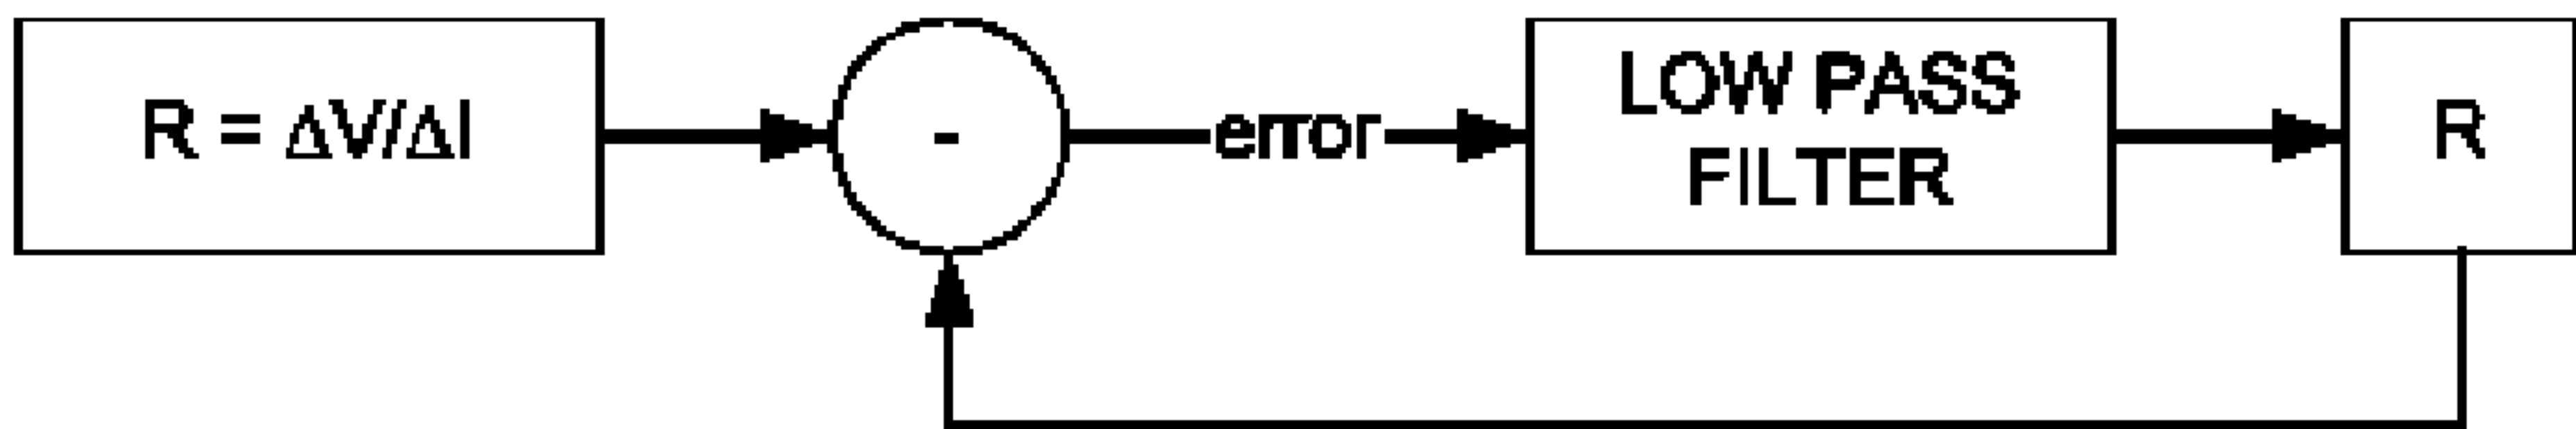 R = ΔV/ΔI
-
error
LOW PASS
FILTER
R